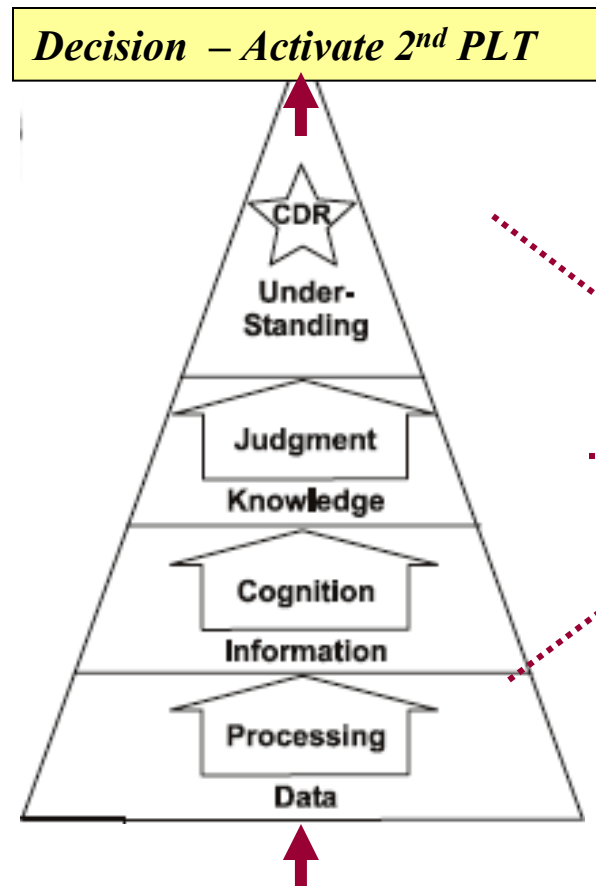 Decision – Activate 2nd PLT
CDR
Under-
Standing
Judgment
Knowledge
Cognition
Information
Processing
Data